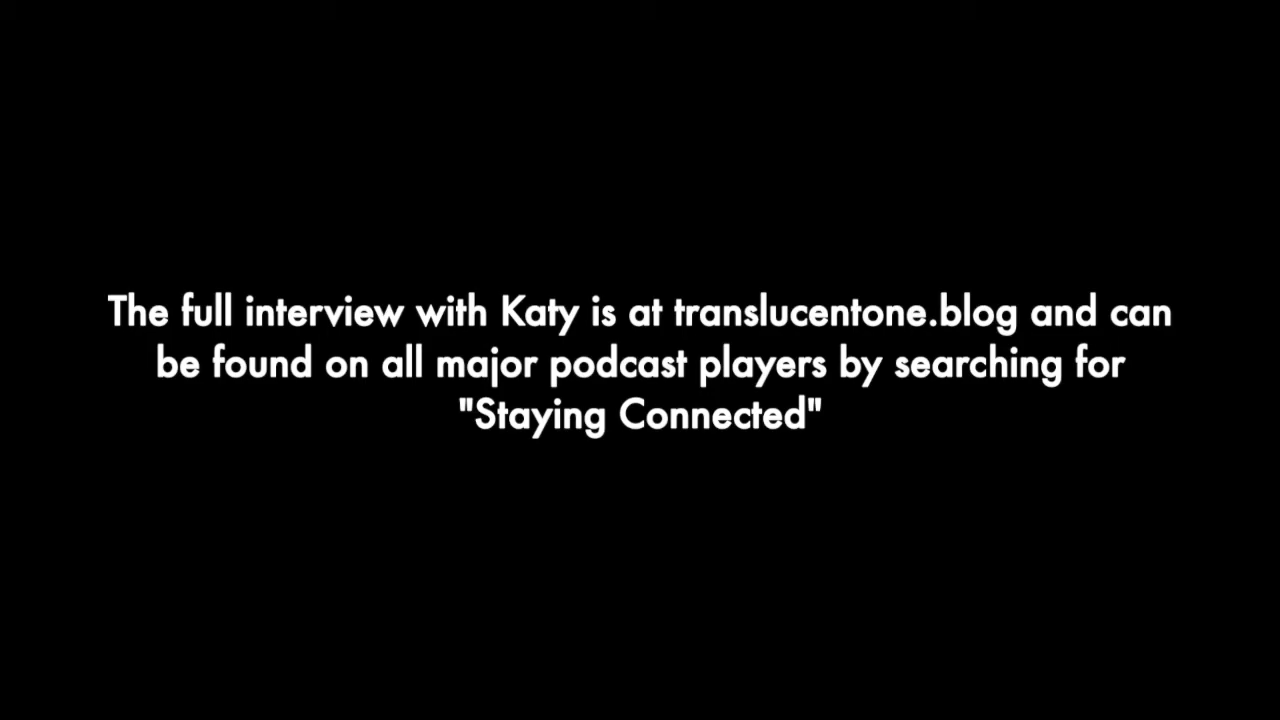 The full interview with Katy is at translucentone.blog and can
be found on all major podcast players by searching for
"Staying Connected"